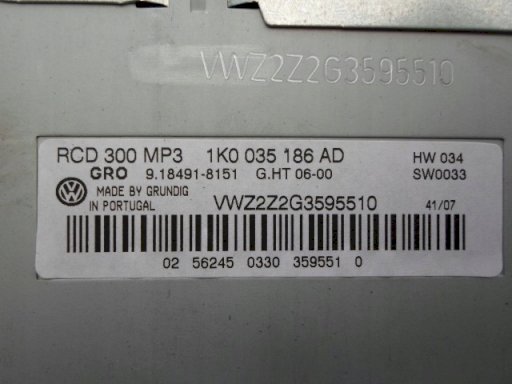 VWZ2Z2G3595510
RCD 300 MP3 1K0 035 186 AD HW 034
GRO 9.18491-8151 G.HT 06-00 SW0033
MADE BY GRUNDIG
IN PORTUGAL VWZ2Z2G3595510 41/07
02 56245 0330 359551 0